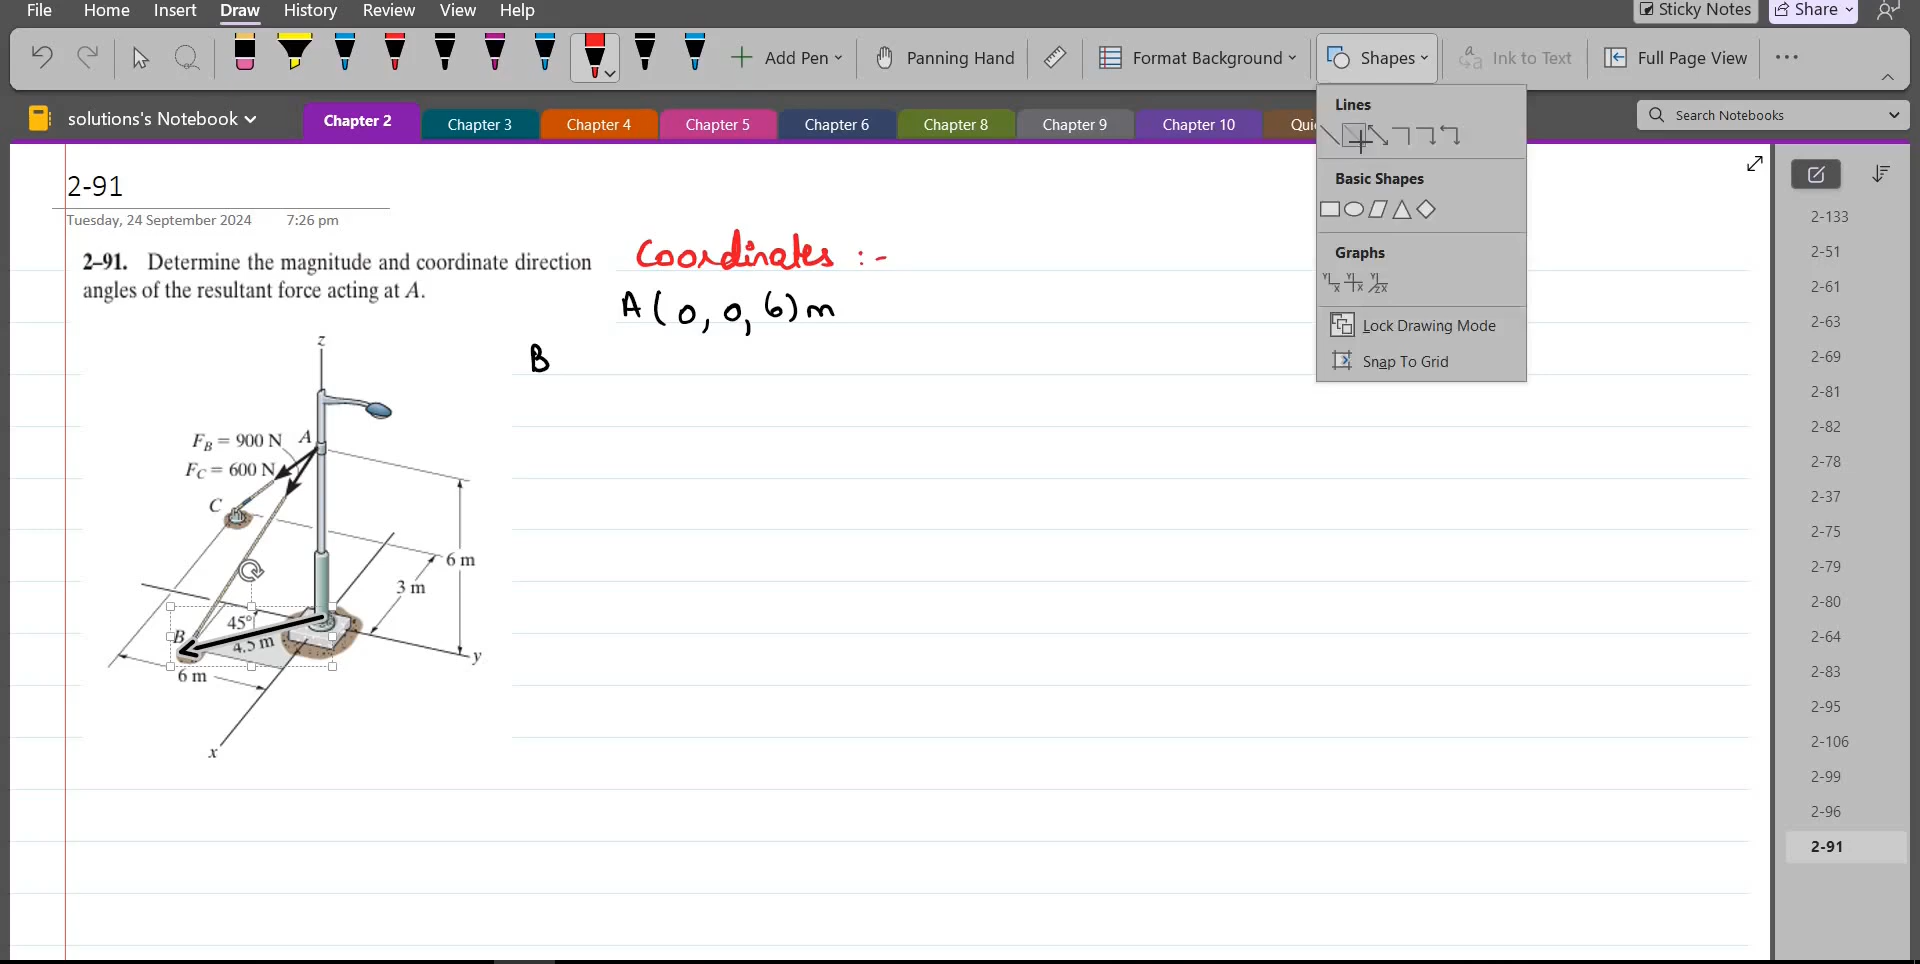 File Home Insert Draw History Review View Help
Sticky Notes Share
Add Pen Panning Hand Format Background Shapes Ink to Text Full Page View
solutions's Notebook Chapter 2 Chapter 3 Chapter 4 Chapter 5 Chapter 6 Chapter 8 Chapter 9 Chapter 10 Qui
Search Notebooks
Lines
Basic Shapes
Graphs
Lock Drawing Mode
Snap To Grid
2-91
Tuesday, 24 September 2024 7:26 pm
2–91. Determine the magnitude and coordinate direction
angles of the resultant force acting at A.
Coordinates :-
A (0, 0, 6) m
B
z
F_B = 900 N A
F_C = 600 N
C
6 m
3 m
45°
B
4.5 m
y
6 m
x
2-133
2-51
2-61
2-63
2-69
2-81
2-82
2-78
2-37
2-75
2-79
2-80
2-64
2-83
2-95
2-106
2-99
2-96
2-91